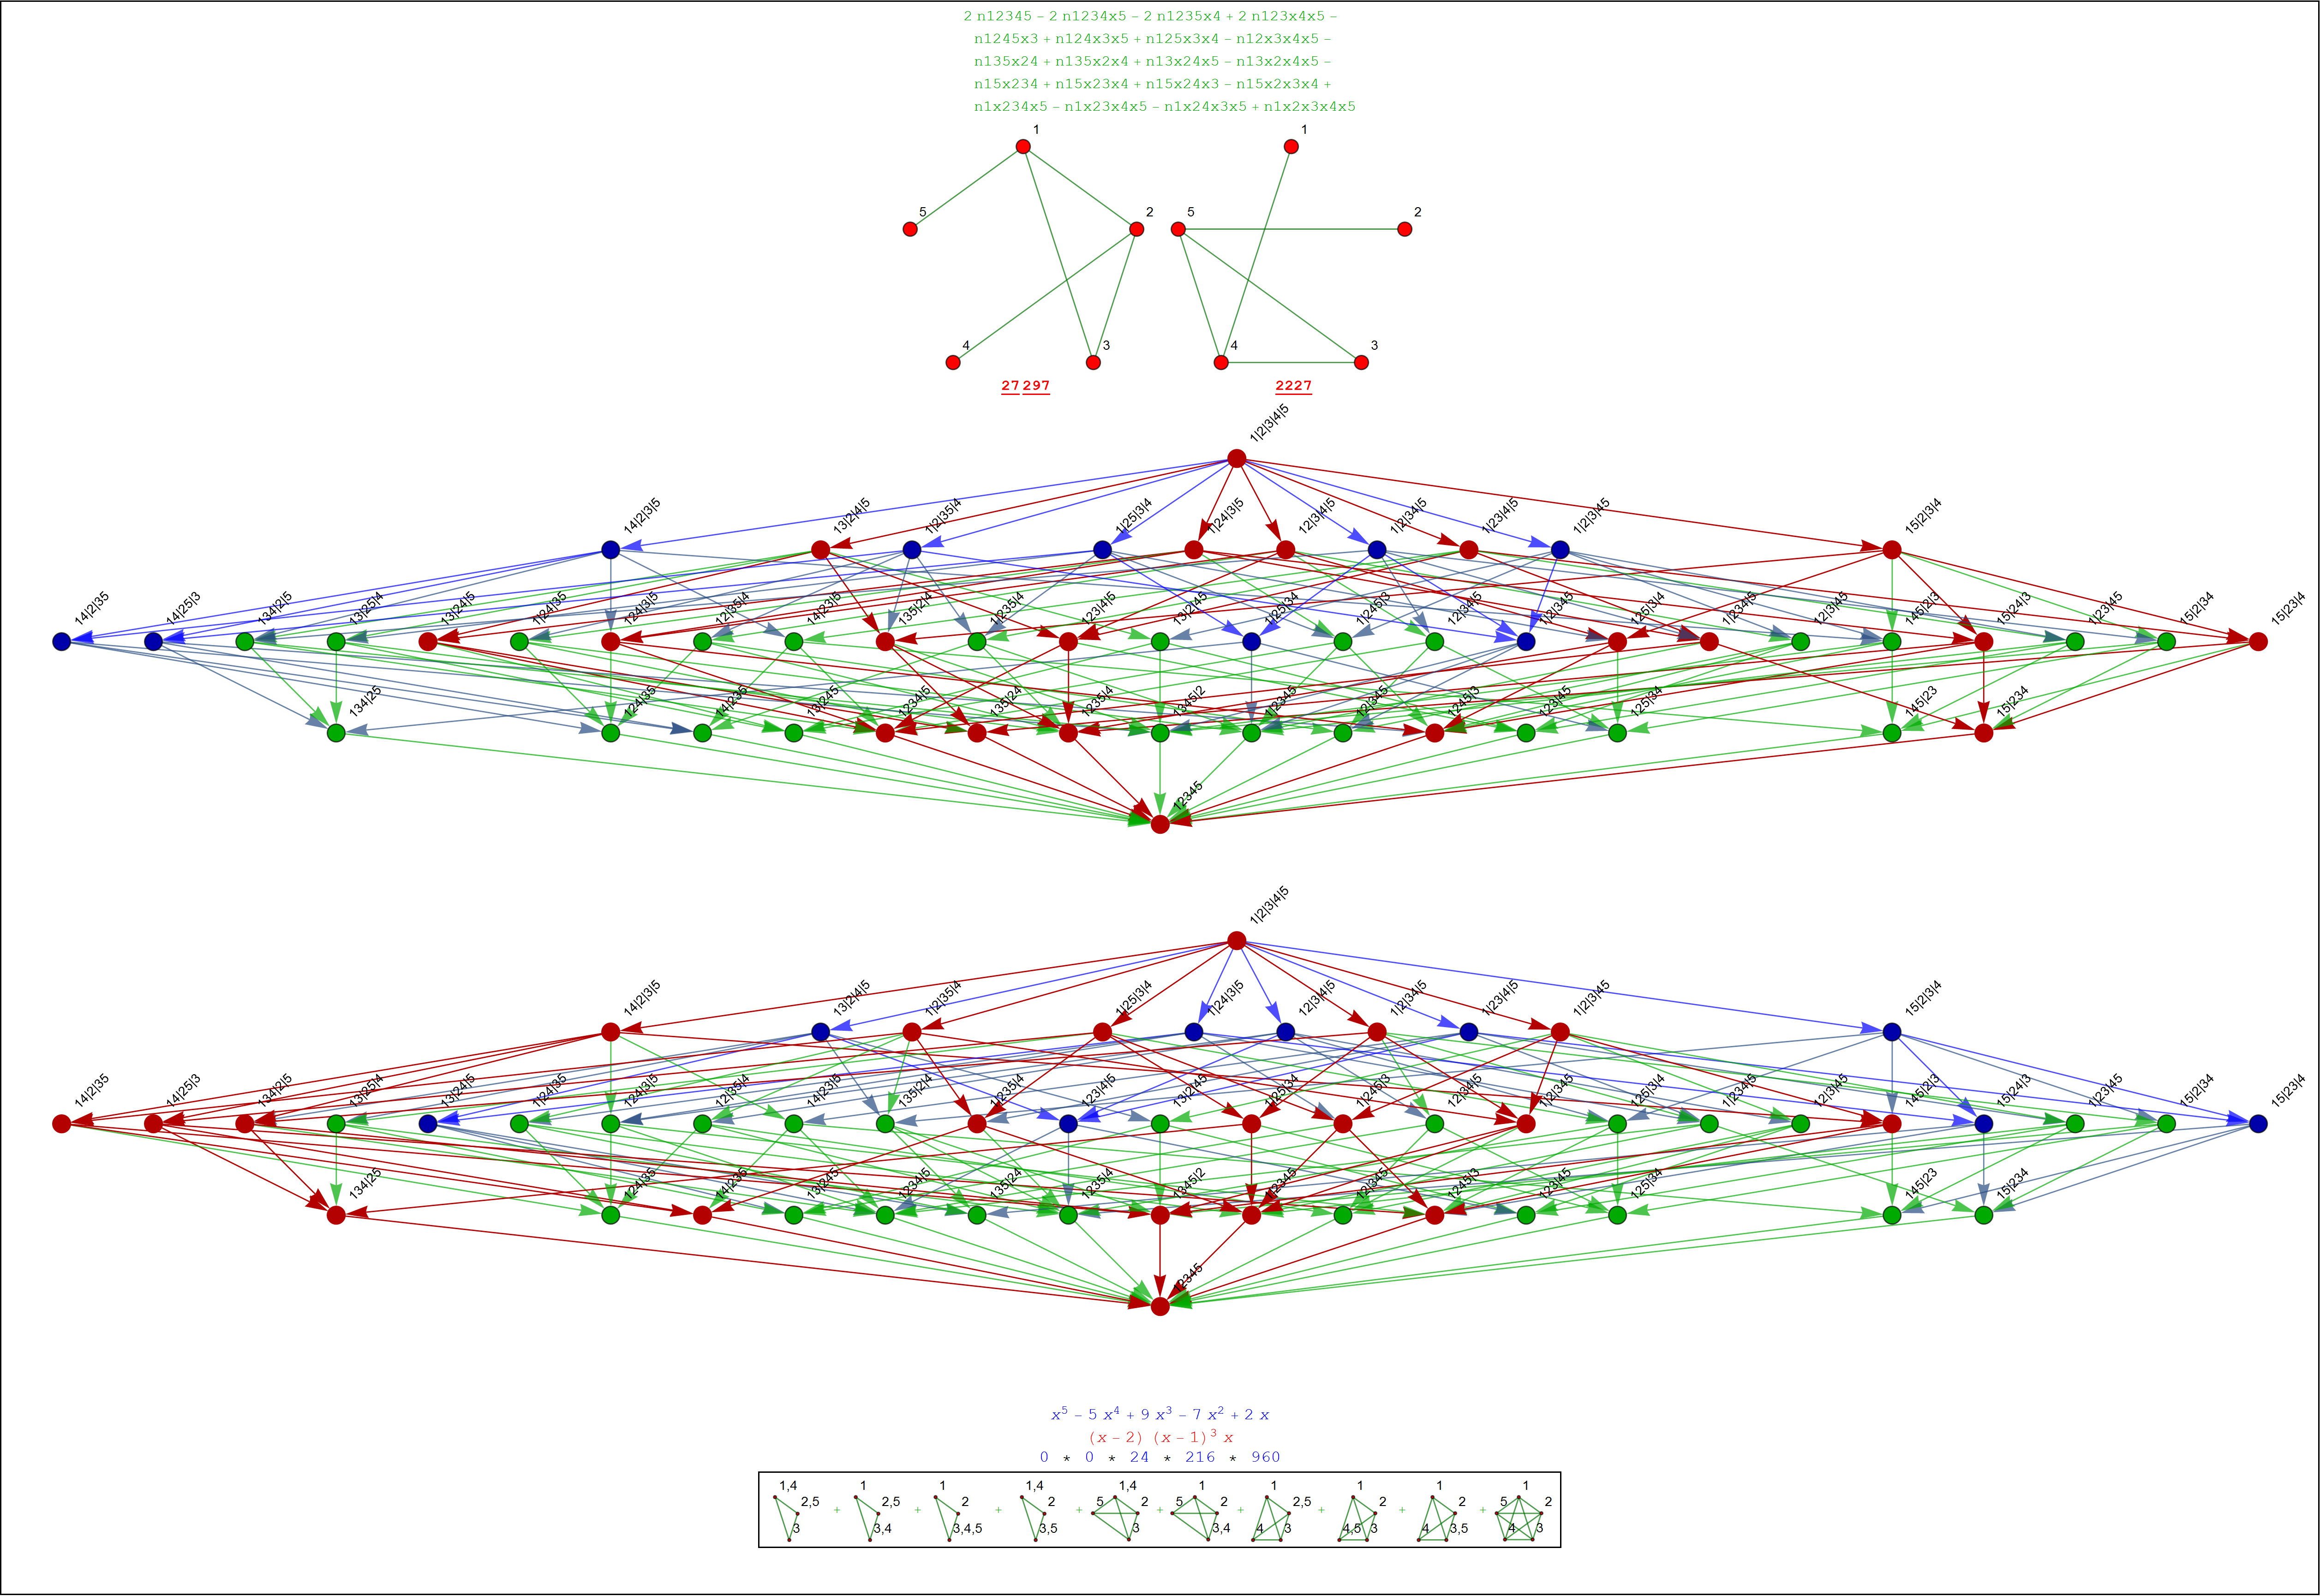 2 n12345 – 2 n1234x5 – 2 n1235x4 + 2 n123x4x5 –
n1245x3 + n124x3x5 + n125x3x4 – n12x3x4x5 –
n135x24 + n135x2x4 + n13x24x5 – n13x2x4x5 –
n15x234 + n15x23x4 + n15x24x3 – n15x2x3x4 +
n1x234x5 – n1x23x4x5 – n1x24x3x5 + n1x2x3x4x5
1 1
5 2 5 2
4 3 4 3
27 297 2227
1|2|3|4|5
14|2|3|5 13|2|4|5 1|2|35|4 1|25|3|4 1|24|3|5 12|3|4|5 1|2|34|5 1|23|4|5 1|2|3|45 15|2|3|4
14|2|35 14|25|3 134|2|5 13|25|4 13|24|5 1|24|35 124|3|5 12|35|4 14|23|5 135|2|4 1|235|4 123|4|5 13|2|45 1|25|34 1|245|3 12|34|5 1|2|345 125|3|4 1|234|5 12|3|45 145|2|3 15|24|3 1|23|45 15|2|34 15|23|4
134|25 124|35 14|235 13|245 1234|5 135|24 1235|4 1345|2 1|2345 12|345 1245|3 123|45 125|34 145|23 15|234
12345
1|2|3|4|5
14|2|3|5 13|2|4|5 1|2|35|4 1|25|3|4 1|24|3|5 12|3|4|5 1|2|34|5 1|23|4|5 1|2|3|45 15|2|3|4
14|2|35 14|25|3 134|2|5 13|25|4 13|24|5 1|24|35 124|3|5 12|35|4 14|23|5 135|2|4 1|235|4 123|4|5 13|2|45 1|25|34 1|245|3 12|34|5 1|2|345 125|3|4 1|234|5 12|3|45 145|2|3 15|24|3 1|23|45 15|2|34 15|23|4
134|25 124|35 14|235 13|245 1234|5 135|24 1235|4 1345|2 1|2345 12|345 1245|3 123|45 125|34 145|23 15|234
12345
x⁵ – 5 x⁴ + 9 x³ – 7 x² + 2 x
(x – 2) (x – 1)³ x
0 * 0 * 24 * 216 * 960
1,4 2,5 3 + 1 2,5 3,4 + 1 2 3,4,5 + 1,4 2 3,5 + 1,4 5 2 3 + 1 5 2 3,4 + 1 2,5 4 3 + 1 2 4,5 3 + 1 2 4 3,5 + 1 5 2 4 3